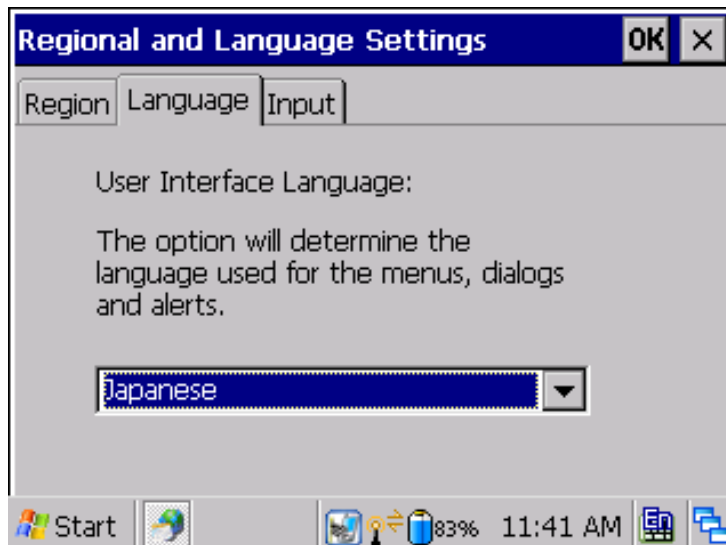 Regional and Language Settings OK ×
Region Language Input
User Interface Language:
The option will determine the
language used for the menus, dialogs
and alerts.
Japanese
Start 83% 11:41 AM En